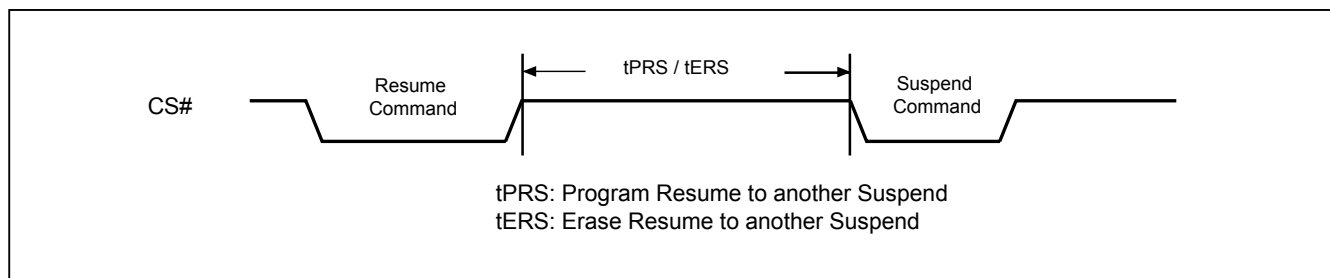 tPRS / tERS
Resume
Command
Suspend
Command
CS#
tPRS: Program Resume to another Suspend
tERS: Erase Resume to another Suspend